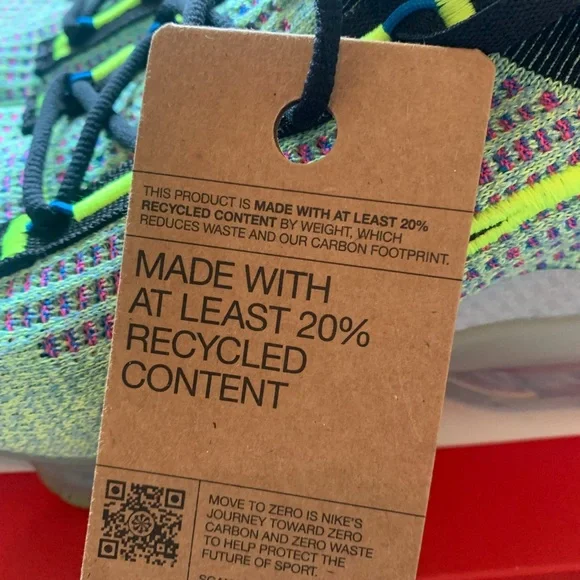 THIS PRODUCT IS MADE WITH AT LEAST 20%
RECYCLED CONTENT BY WEIGHT, WHICH
REDUCES WASTE AND OUR CARBON FOOTPRINT.
MADE WITH
AT LEAST 20%
RECYCLED
CONTENT
MOVE TO ZERO IS NIKE'S
JOURNEY TOWARD ZERO
CARBON AND ZERO WASTE
TO HELP PROTECT THE
FUTURE OF SPORT.